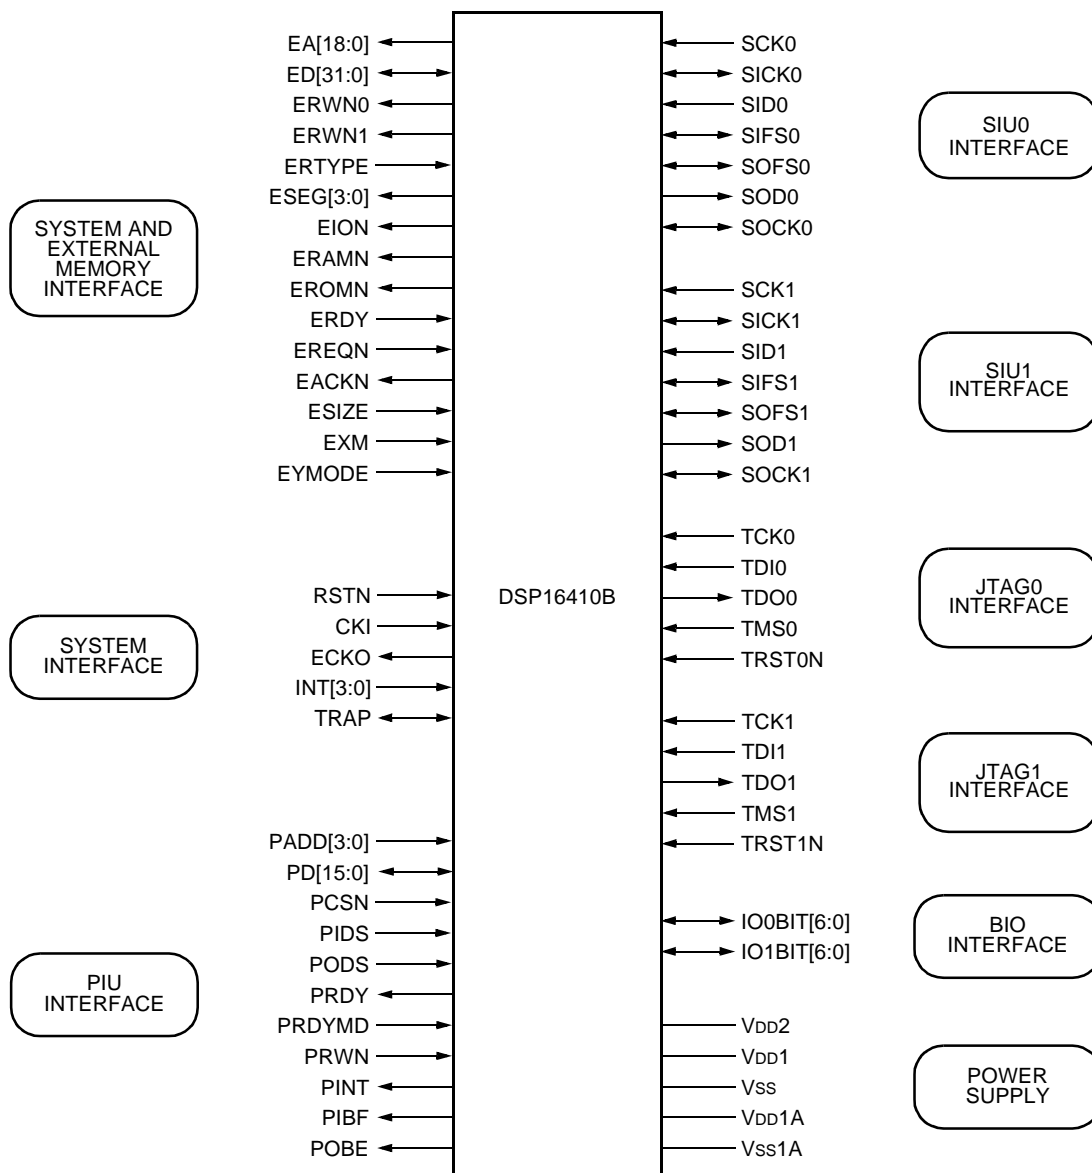 SYSTEM AND
EXTERNAL
MEMORY
INTERFACE
SYSTEM
INTERFACE
PIU
INTERFACE
EA[18:0]
ED[31:0]
ERWN0
ERWN1
ERTYPE
ESEG[3:0]
EION
ERAMN
EROMN
ERDY
EREQN
EACKN
ESIZE
EXM
EYMODE
RSTN
CKI
ECKO
INT[3:0]
TRAP
PADD[3:0]
PD[15:0]
PCSN
PIDS
PODS
PRDY
PRDYMD
PRWN
PINT
PIBF
POBE
DSP16410B
SCK0
SICK0
SID0
SIFS0
SOFS0
SOD0
SOCK0
SCK1
SICK1
SID1
SIFS1
SOFS1
SOD1
SOCK1
TCK0
TDI0
TDO0
TMS0
TRST0N
TCK1
TDI1
TDO1
TMS1
TRST1N
IO0BIT[6:0]
IO1BIT[6:0]
VDD2
VDD1
VSS
VDD1A
VSS1A
SIU0
INTERFACE
SIU1
INTERFACE
JTAG0
INTERFACE
JTAG1
INTERFACE
BIO
INTERFACE
POWER
SUPPLY